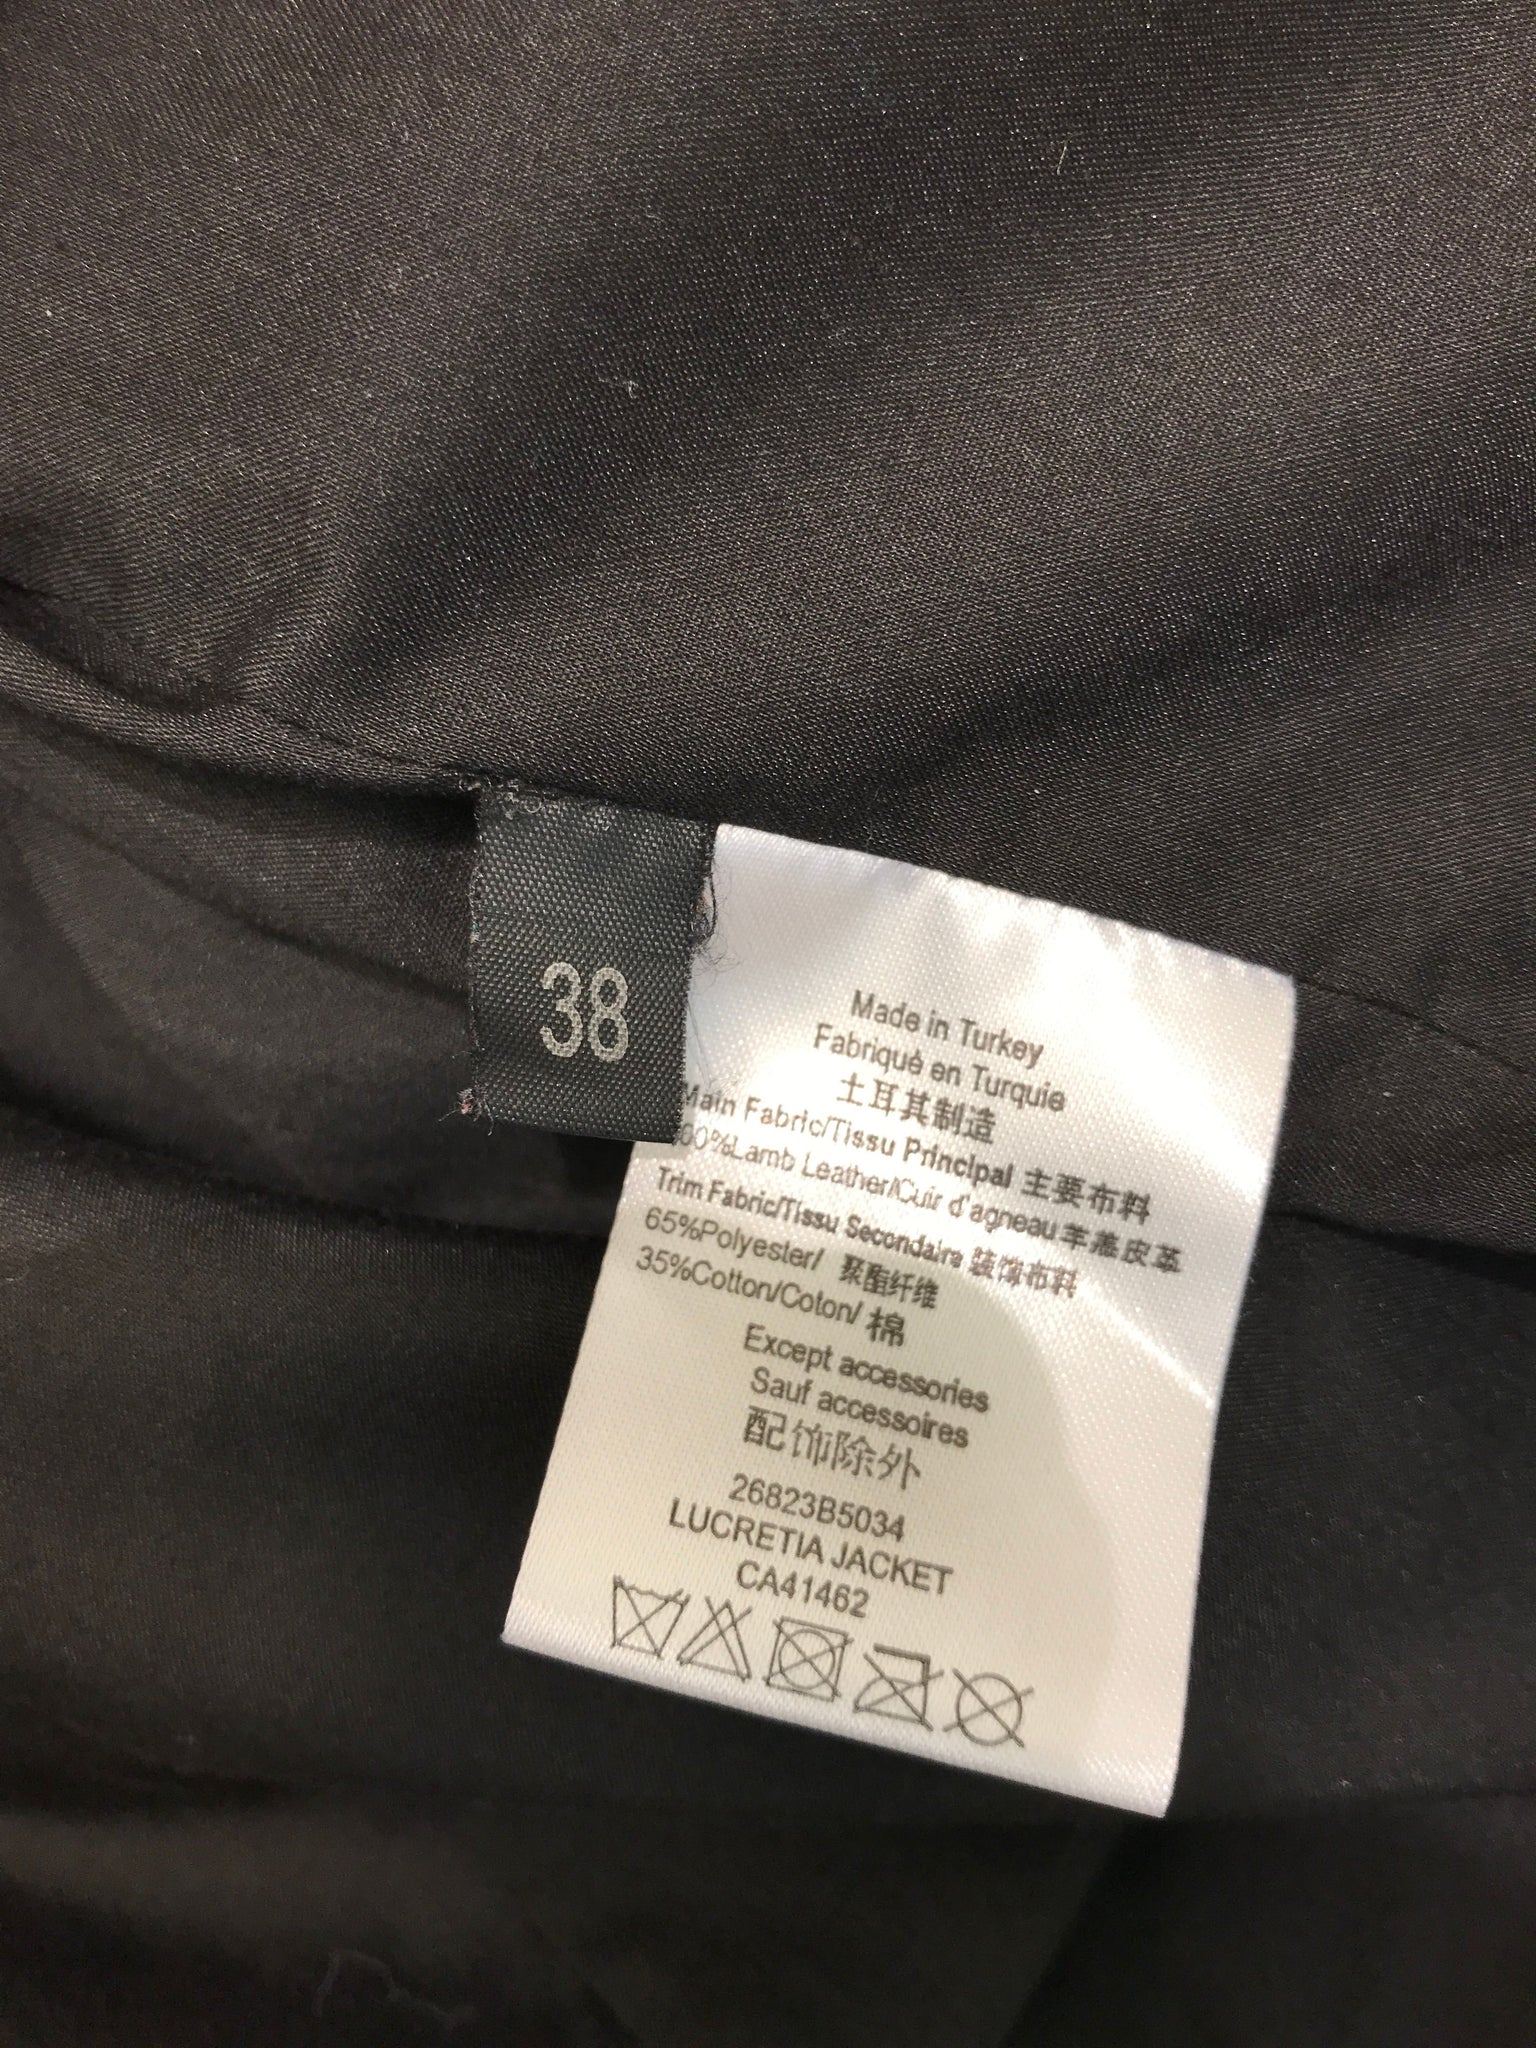 38
Made in Turkey
Fabriqué en Turquie
土耳其制造
Main Fabric/Tissu Principal 主要布料
00%Lamb Leather/Cuir d'agneau 羊羔皮革
Trim Fabric/Tissu Secondaire 装饰布料
65%Polyester/ 聚酯纤维
35%Cotton/Coton/ 棉
Except accessories
Sauf accessoires
配饰除外
26823B5034
LUCRETIA JACKET
CA41462